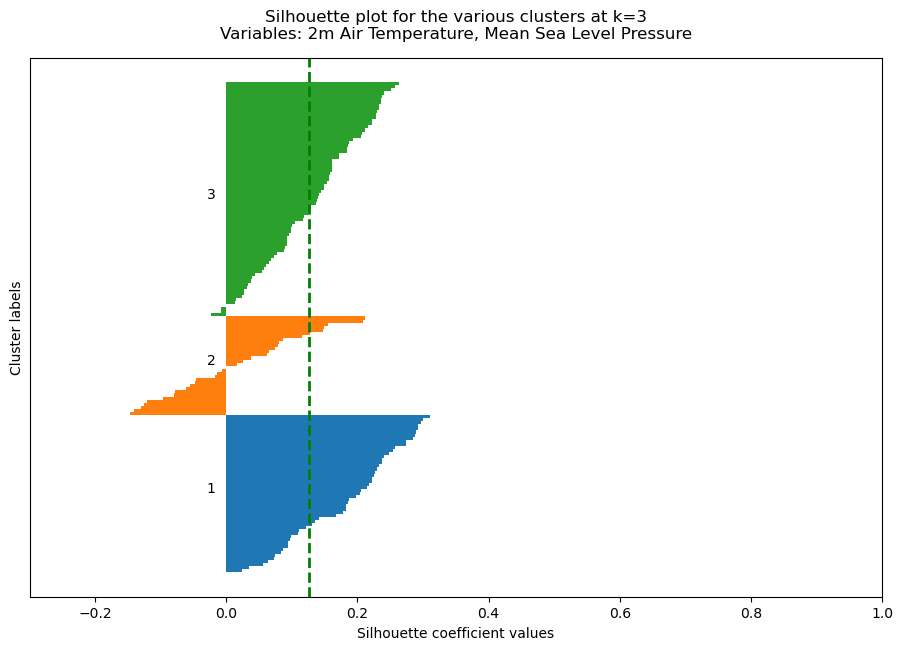 Silhouette plot for the various clusters at k=3
Variables: 2m Air Temperature, Mean Sea Level Pressure
Cluster labels
3
2
1
−0.2 0.0 0.2 0.4 0.6 0.8 1.0
Silhouette coefficient values